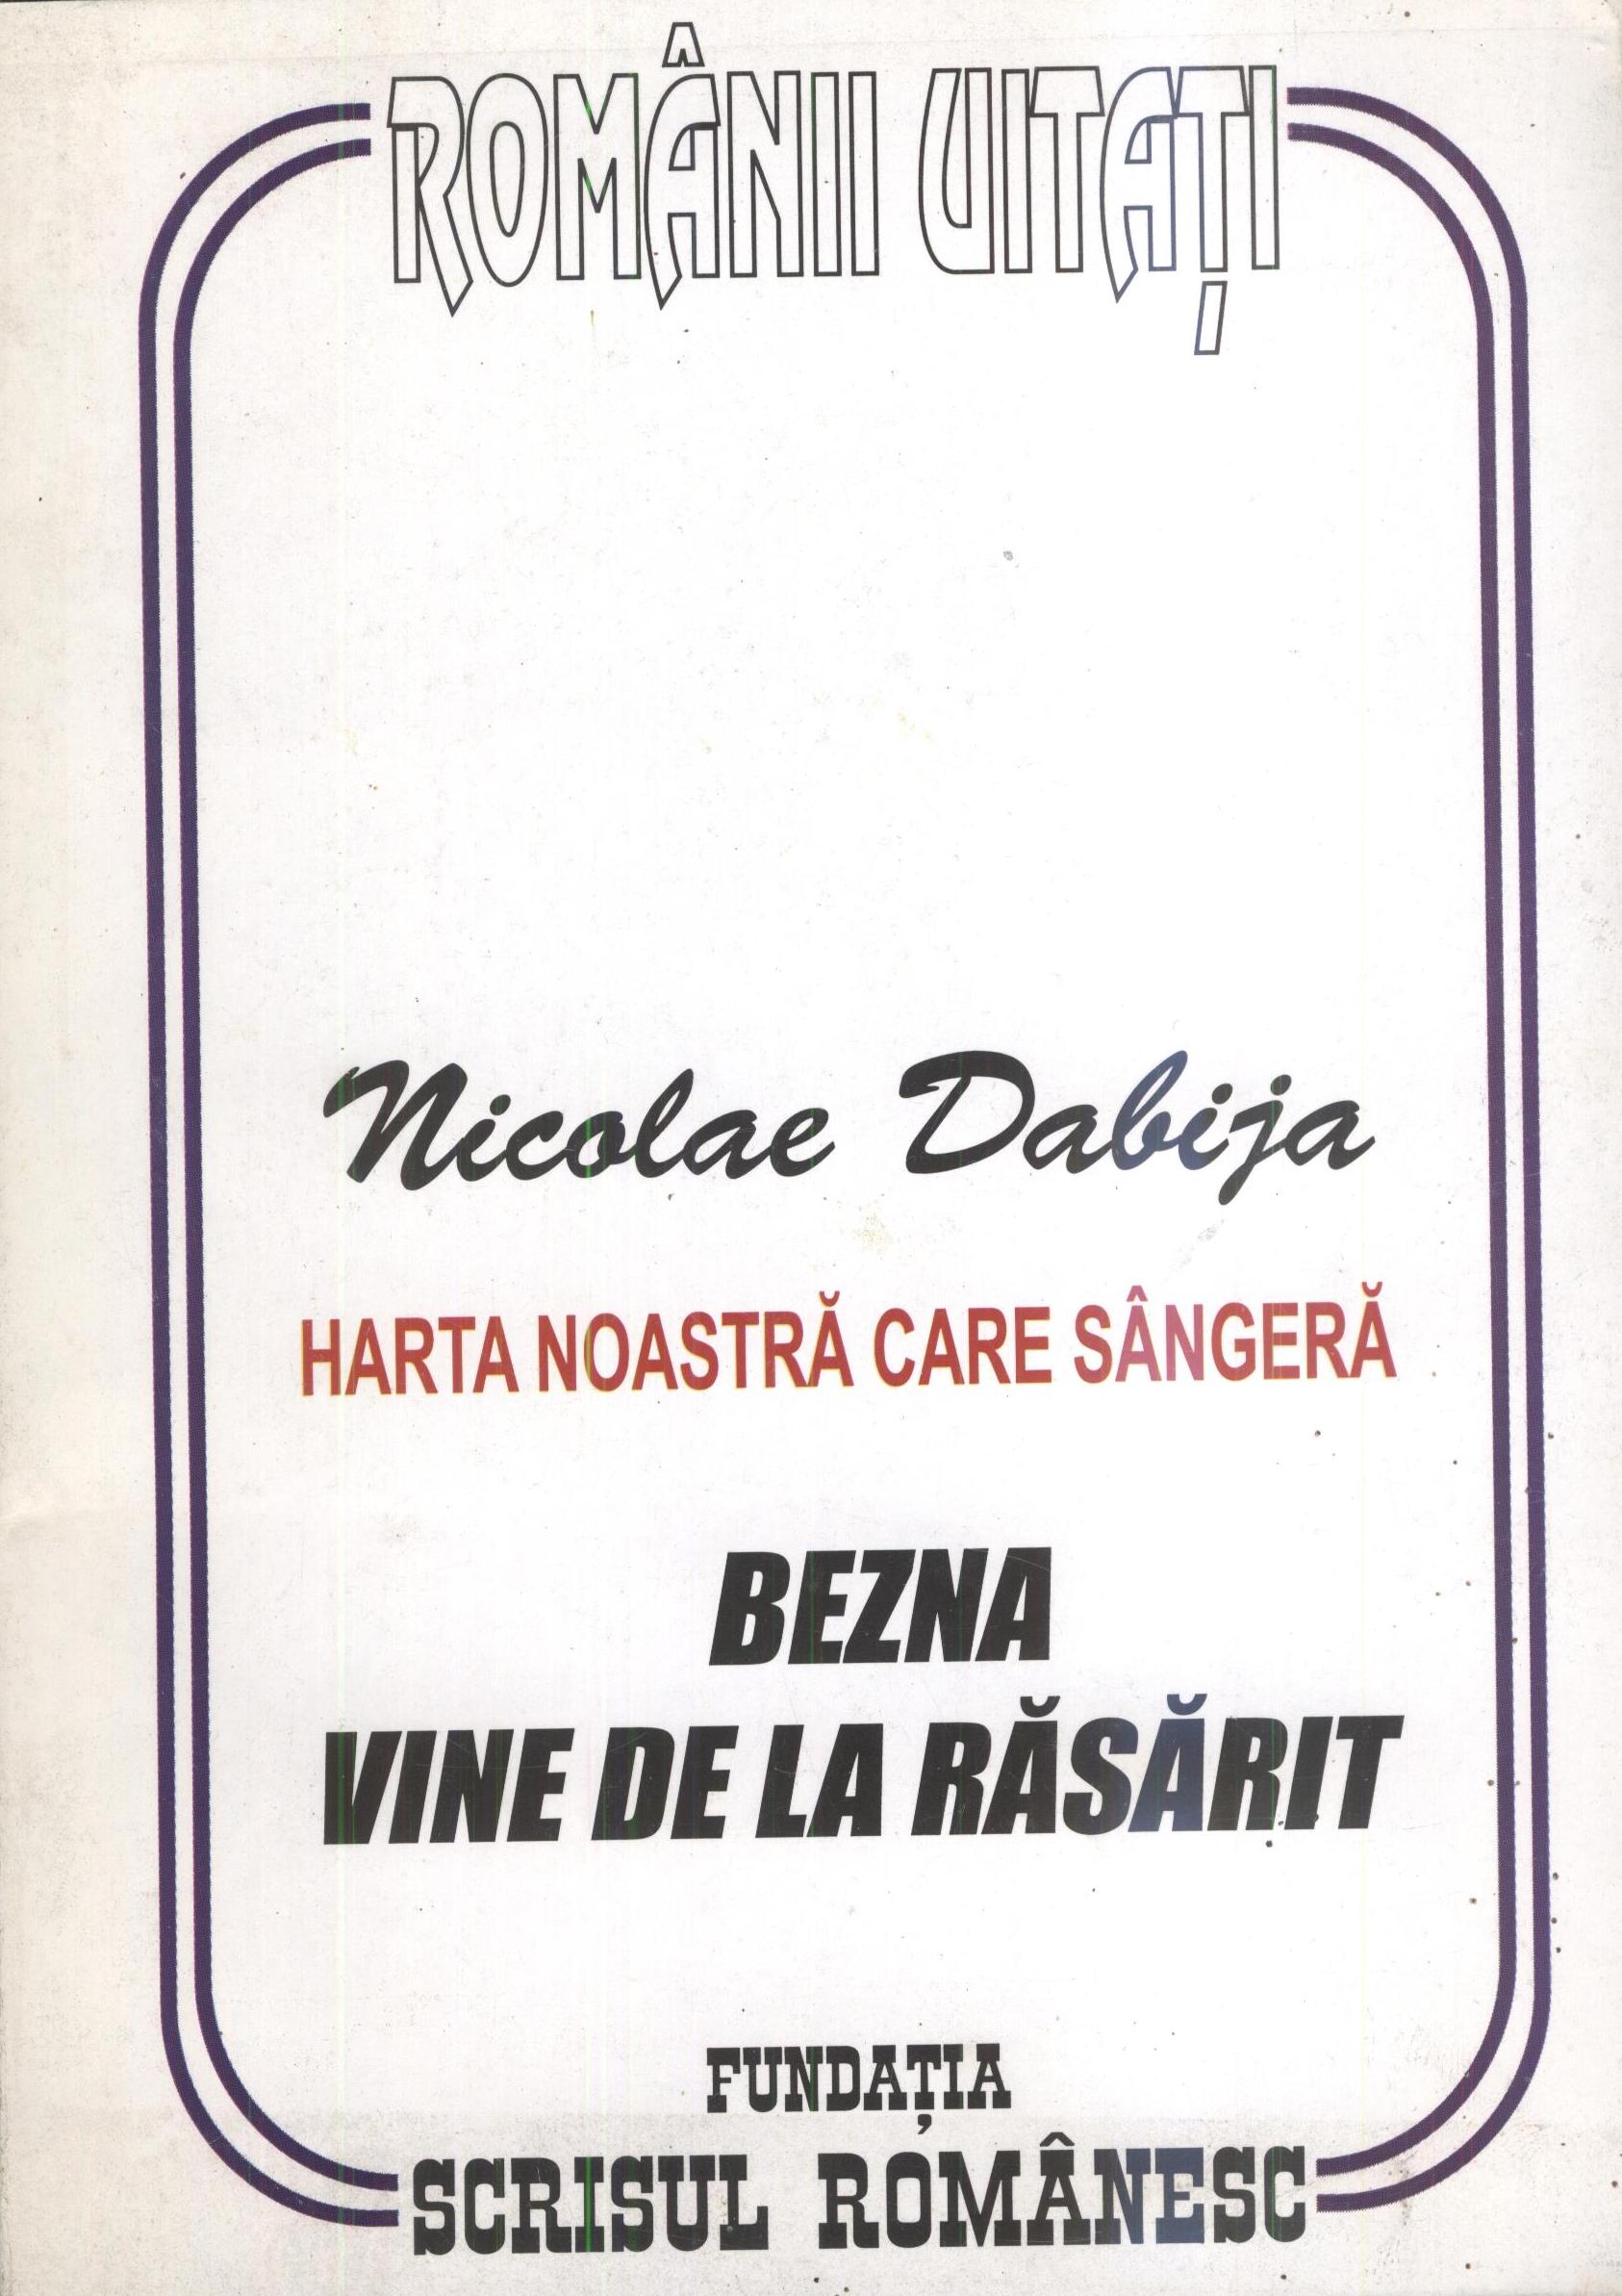 ROMÂNII UITAȚI
Nicolae Dabija
HARTA NOASTRĂ CARE SÂNGERĂ
BEZNA
VINE DE LA RĂSĂRIT
FUNDAȚIA
SCRISUL ROMÂNESC